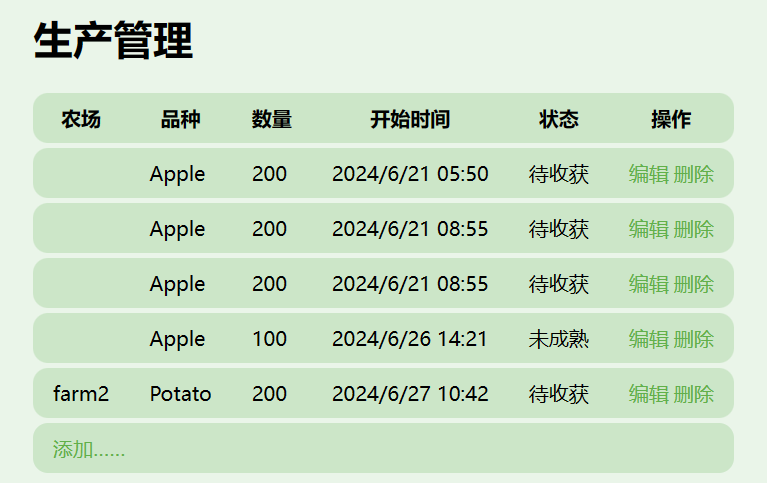 生产管理
农场 品种 数量 开始时间 状态 操作
Apple 200 2024/6/21 05:50 待收获 编辑 删除
Apple 200 2024/6/21 08:55 待收获 编辑 删除
Apple 200 2024/6/21 08:55 待收获 编辑 删除
Apple 100 2024/6/26 14:21 未成熟 编辑 删除
farm2 Potato 200 2024/6/27 10:42 待收获 编辑 删除
添加……